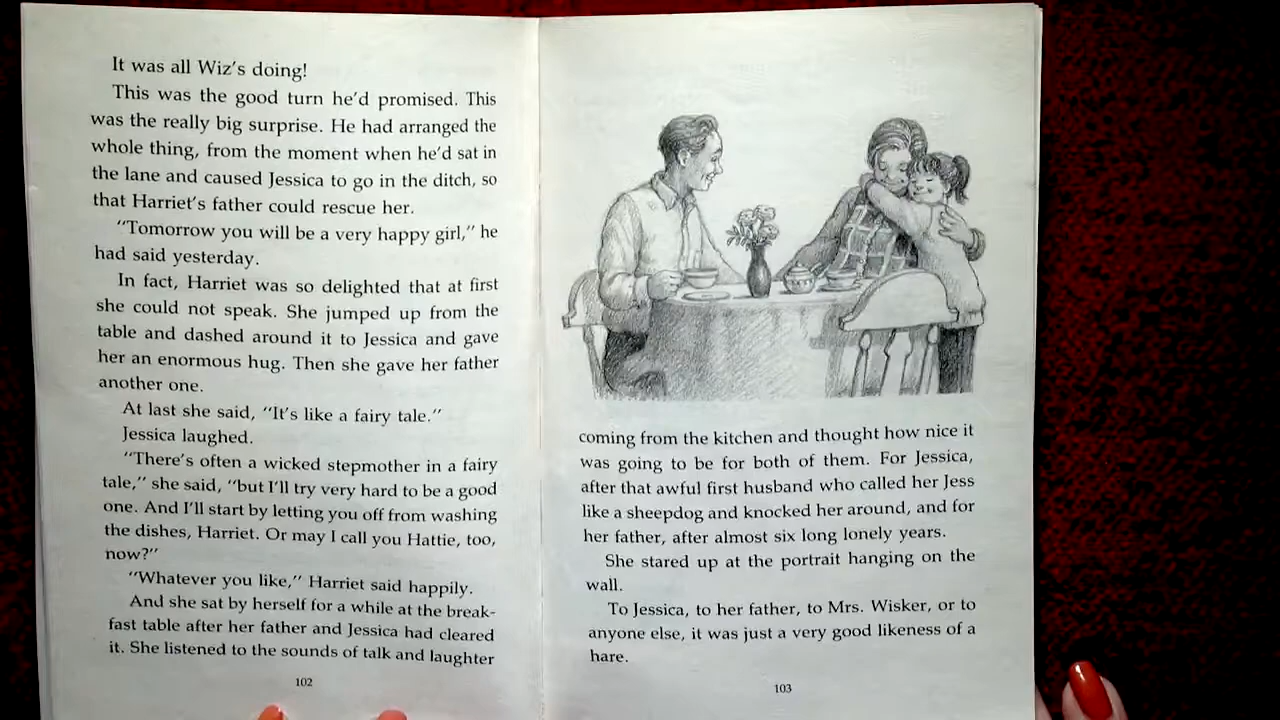 It was all Wiz's doing!
This was the good turn he'd promised. This
was the really big surprise. He had arranged the
whole thing, from the moment when he'd sat in
the lane and caused Jessica to go in the ditch, so
that Harriet's father could rescue her.
"Tomorrow you will be a very happy girl," he
had said yesterday.
In fact, Harriet was so delighted that at first
she could not speak. She jumped up from the
table and dashed around it to Jessica and gave
her an enormous hug. Then she gave her father
another one.
At last she said, "It's like a fairy tale."
Jessica laughed.
"There's often a wicked stepmother in a fairy
tale," she said, "but I'll try very hard to be a good
one. And I'll start by letting you off from washing
the dishes, Harriet. Or may I call you Hattie, too,
now?"
"Whatever you like," Harriet said happily.
And she sat by herself for a while at the break-
fast table after her father and Jessica had cleared
it. She listened to the sounds of talk and laughter
102
coming from the kitchen and thought how nice it
was going to be for both of them. For Jessica,
after that awful first husband who called her Jess
like a sheepdog and knocked her around, and for
her father, after almost six long lonely years.
She stared up at the portrait hanging on the
wall.
To Jessica, to her father, to Mrs. Wisker, or to
anyone else, it was just a very good likeness of a
hare.
103